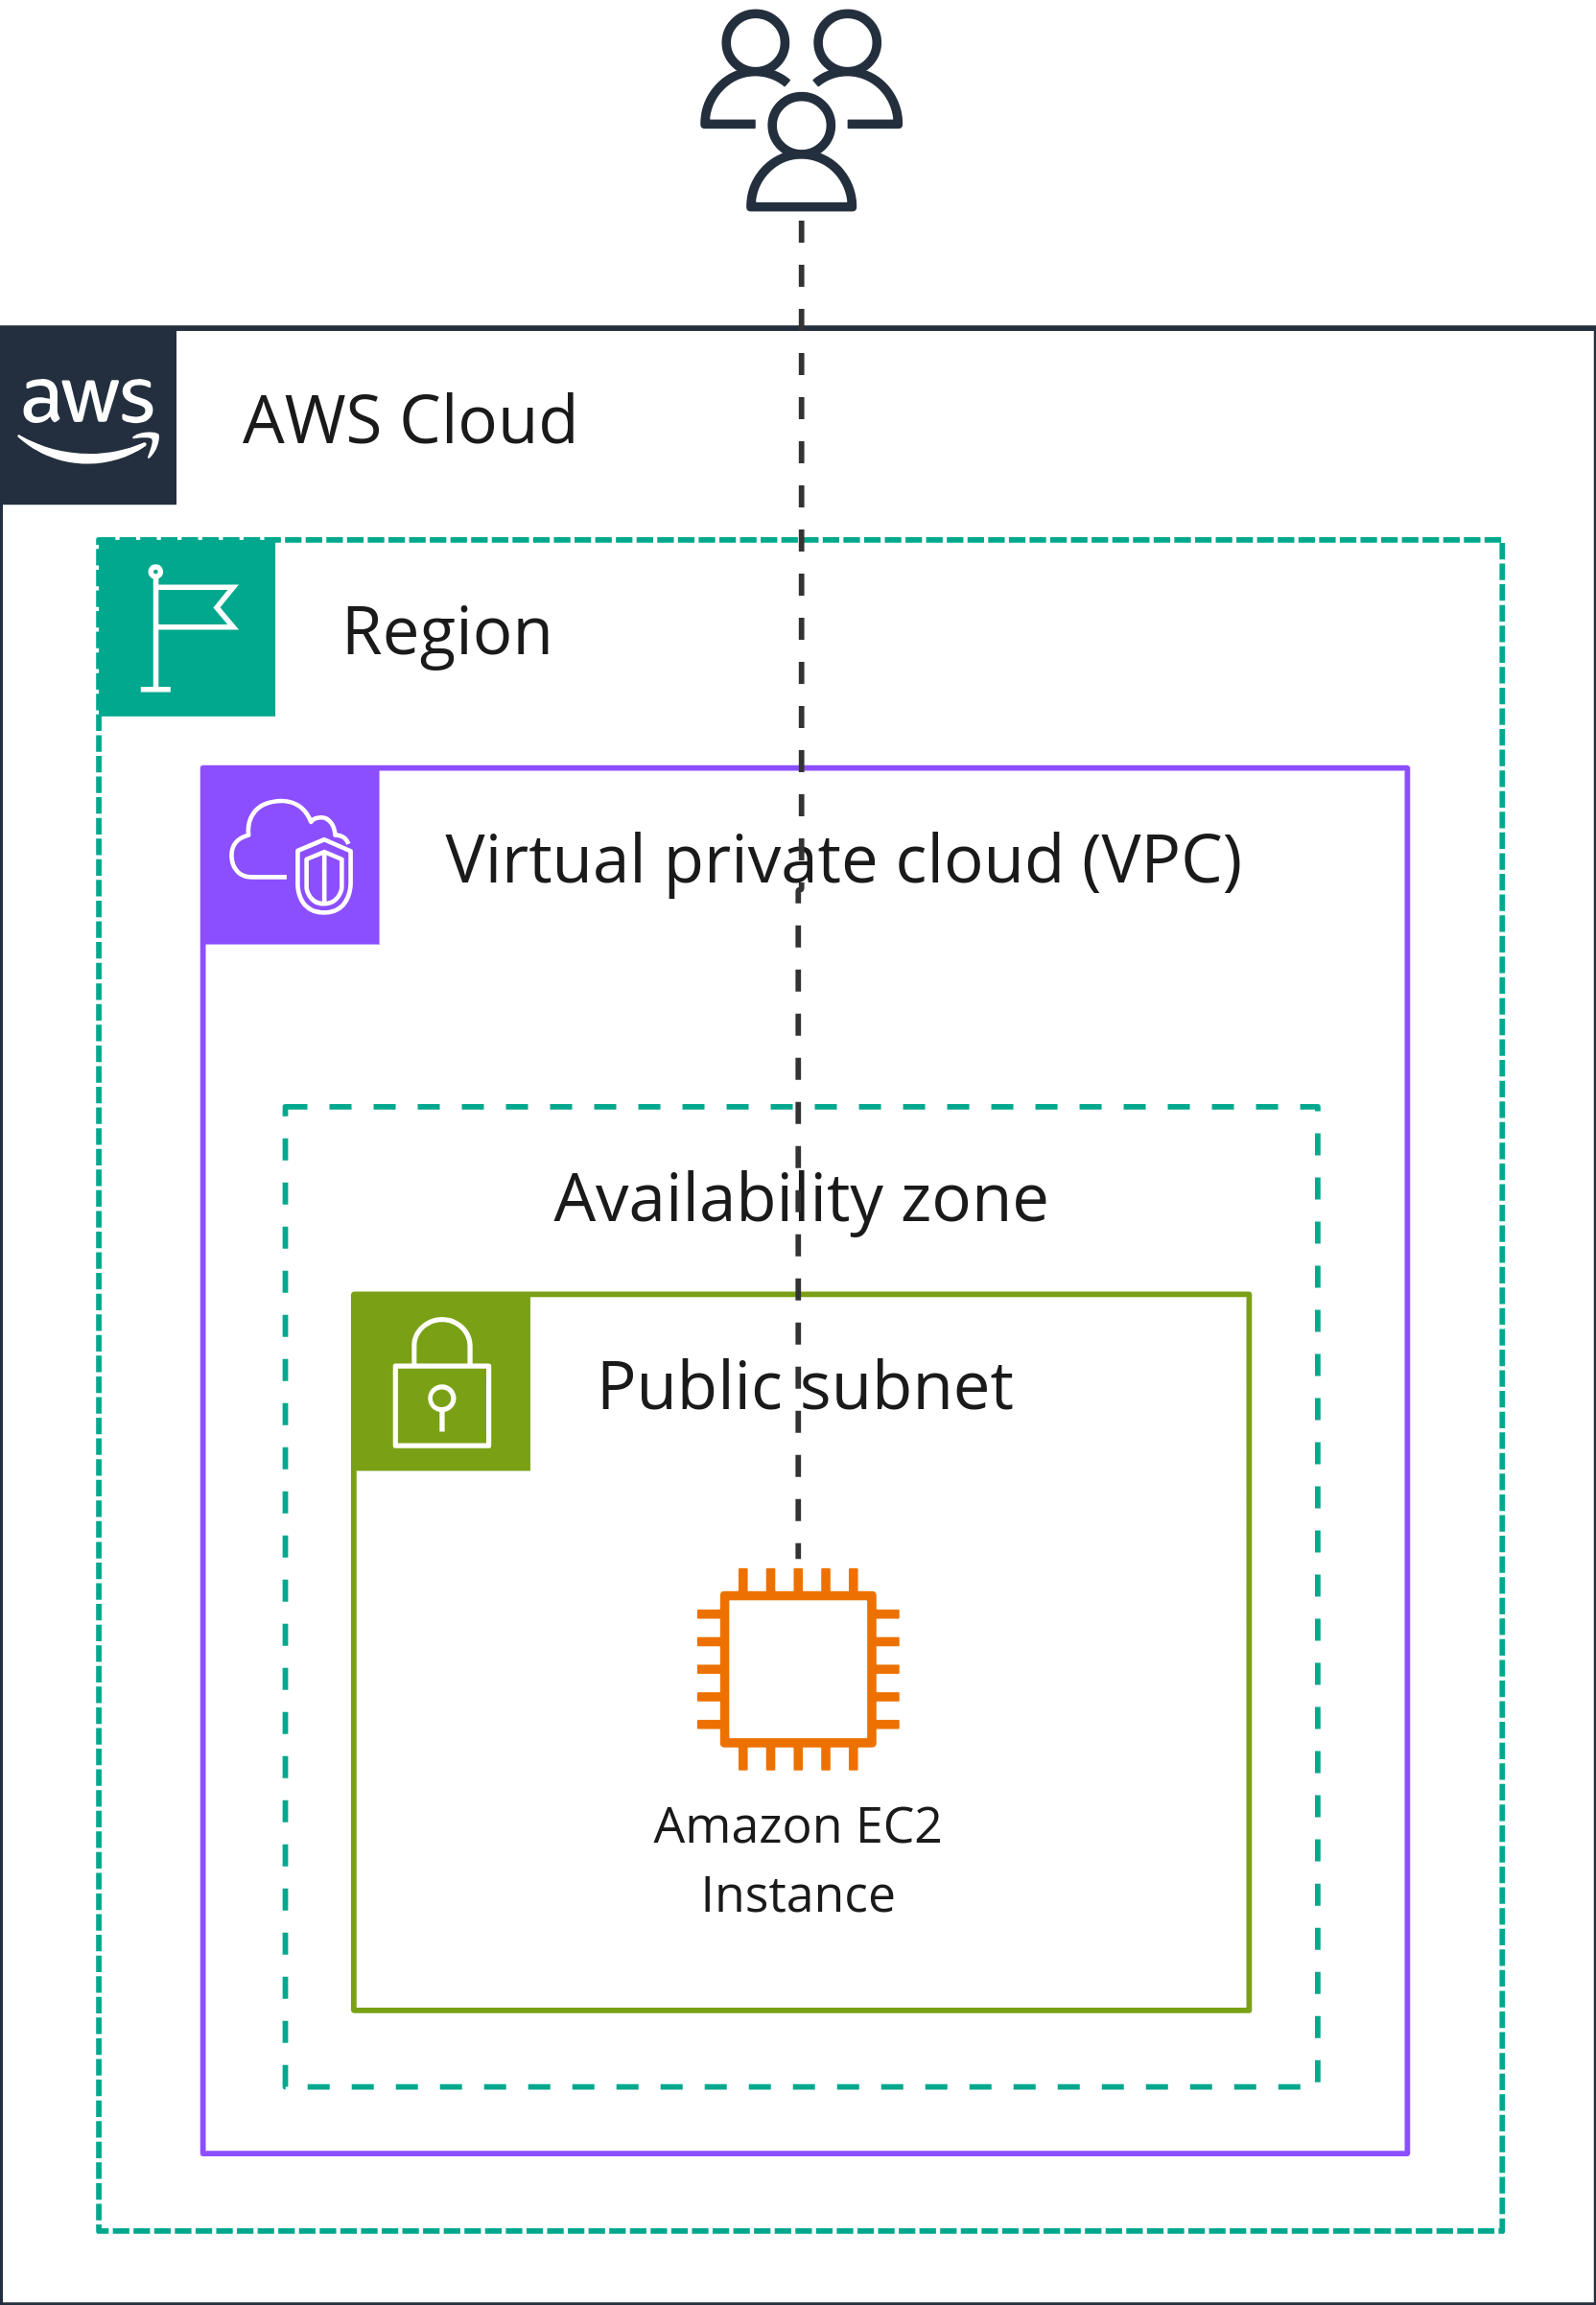 aws
AWS Cloud
Region
Virtual private cloud (VPC)
Availability zone
Public subnet
Amazon EC2
Instance